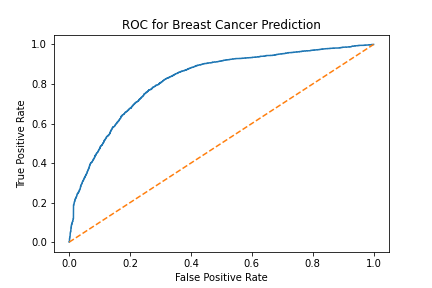 ROC for Breast Cancer Prediction
True Positive Rate
1.0
0.8
0.6
0.4
0.2
0.0
0.0 0.2 0.4 0.6 0.8 1.0
False Positive Rate